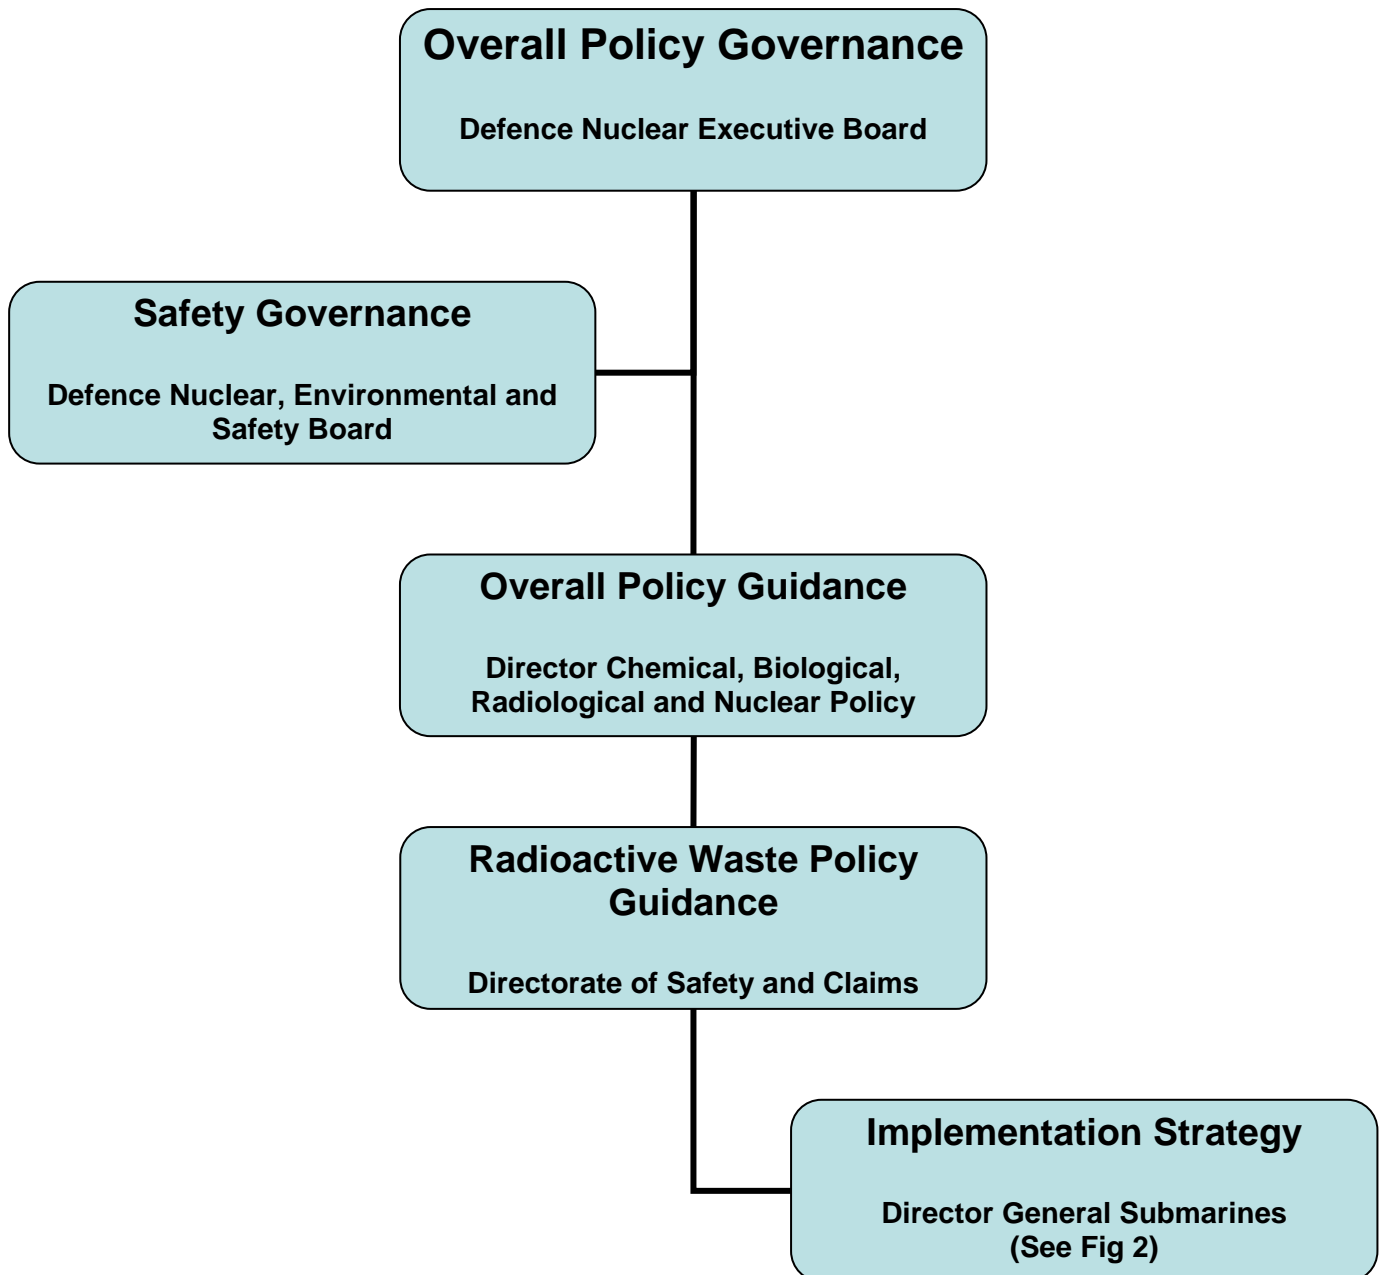 Overall Policy Governance
Defence Nuclear Executive Board
Safety Governance
Defence Nuclear, Environmental and
Safety Board
Overall Policy Guidance
Director Chemical, Biological,
Radiological and Nuclear Policy
Radioactive Waste Policy
Guidance
Directorate of Safety and Claims
Implementation Strategy
Director General Submarines
(See Fig 2)